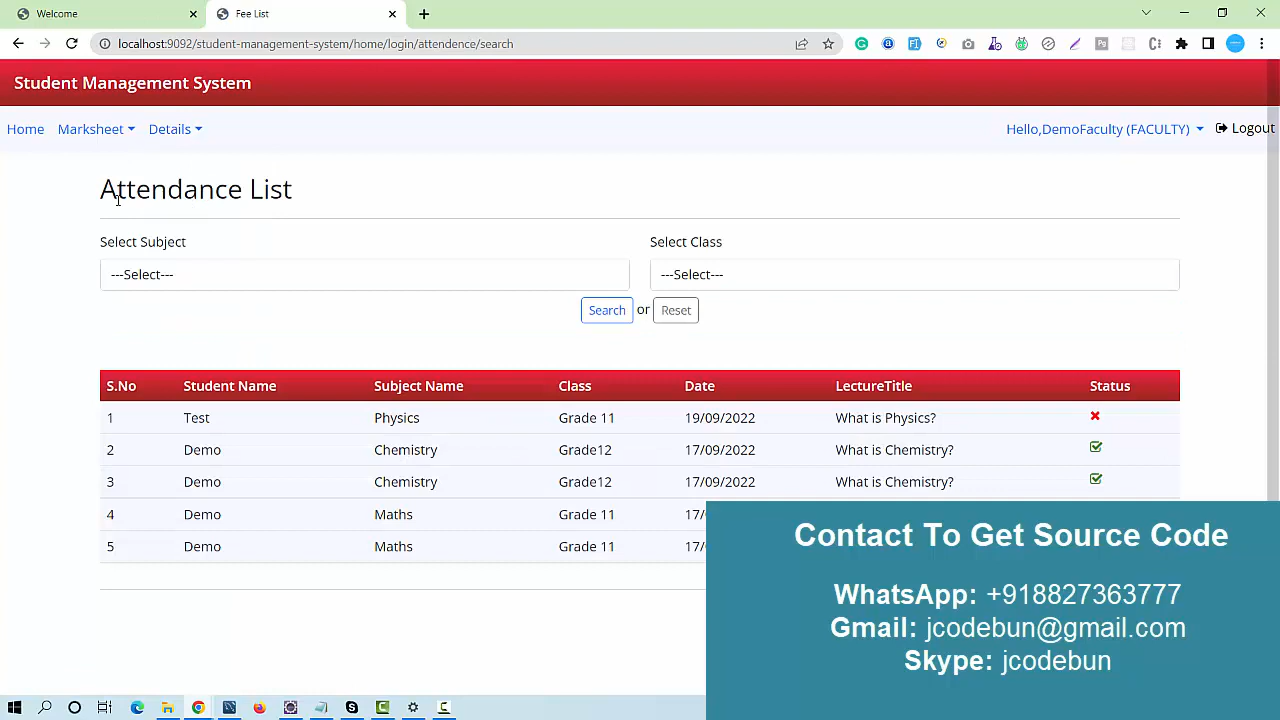 Welcome
Fee List
localhost:9092/student-management-system/home/login/attendence/search
Student Management System
Home Marksheet Details Hello,DemoFaculty (FACULTY) Logout
Attendance List
Select Subject Select Class
---Select--- ---Select---
Search or Reset
S.No Student Name Subject Name Class Date LectureTitle Status
1 Test Physics Grade 11 19/09/2022 What is Physics?
2 Demo Chemistry Grade12 17/09/2022 What is Chemistry?
3 Demo Chemistry Grade12 17/09/2022 What is Chemistry?
4 Demo Maths Grade 11 17/
5 Demo Maths Grade 11 17/
Contact To Get Source Code
WhatsApp: +918827363777
Gmail: jcodebun@gmail.com
Skype: jcodebun